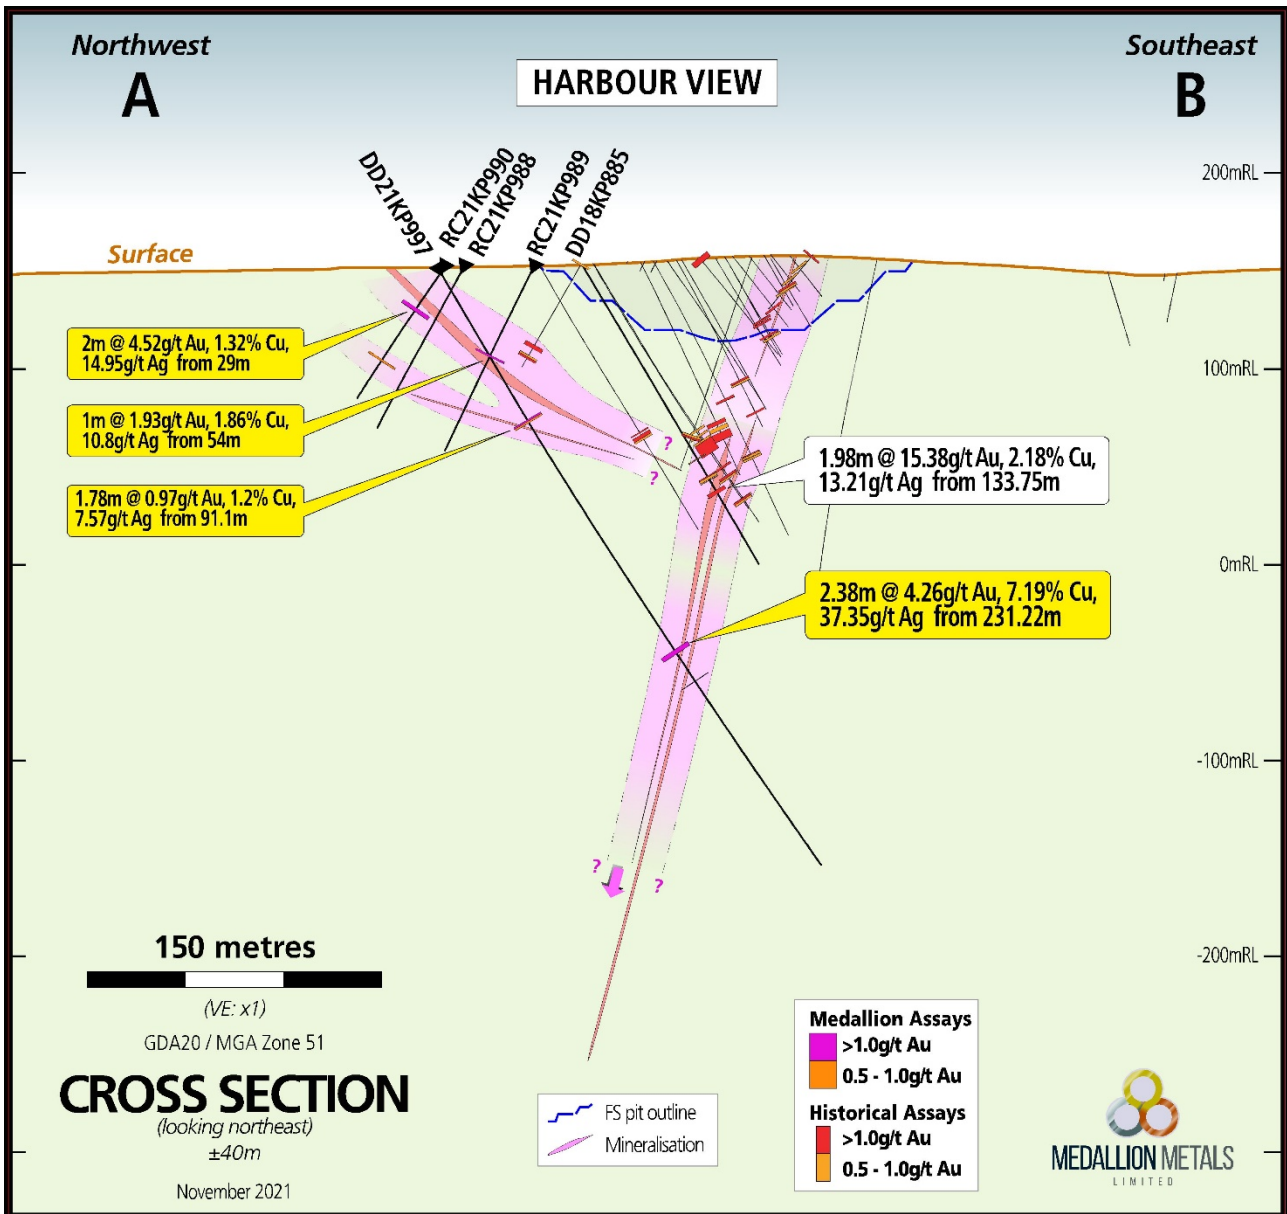 Northwest
A
HARBOUR VIEW
Southeast
B
DD21KP997
RC21KP990
RC21KP988
RC21KP989
DD18KP885
200mRL
Surface
2m @ 4.52g/t Au, 1.32% Cu,
14.95g/t Ag from 29m
100mRL
1m @ 1.93g/t Au, 1.86% Cu,
10.8g/t Ag from 54m
?
?
1.98m @ 15.38g/t Au, 2.18% Cu,
13.21g/t Ag from 133.75m
1.78m @ 0.97g/t Au, 1.2% Cu,
7.57g/t Ag from 91.1m
0mRL
2.38m @ 4.26g/t Au, 7.19% Cu,
37.35g/t Ag from 231.22m
-100mRL
?
?
150 metres
-200mRL
(VE: x1)
GDA20 / MGA Zone 51
CROSS SECTION
(looking northeast)
±40m
November 2021
FS pit outline
Mineralisation
Medallion Assays
>1.0g/t Au
0.5 - 1.0g/t Au
Historical Assays
>1.0g/t Au
0.5 - 1.0g/t Au
MEDALLION METALS
LIMITED